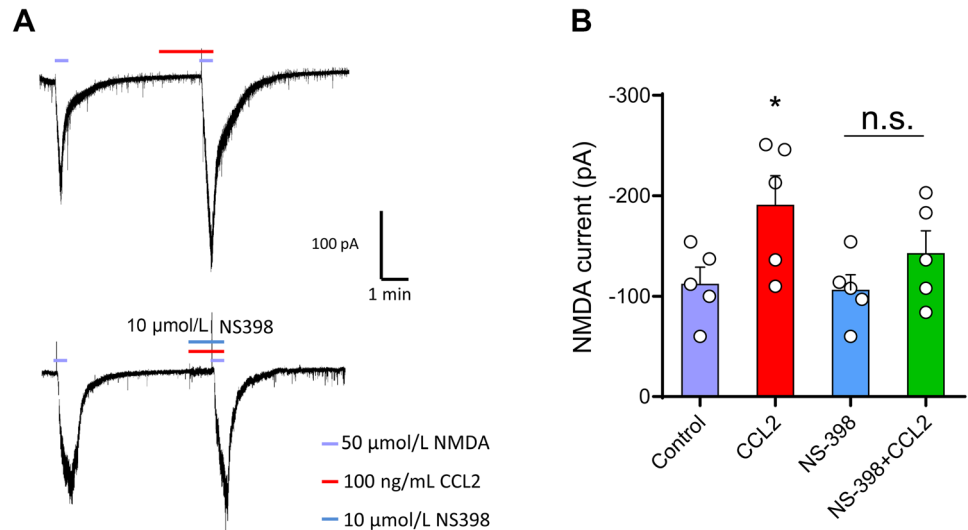 A
100 pA
1 min
10 μmol/L NS398
50 μmol/L NMDA
100 ng/mL CCL2
10 μmol/L NS398
B
NMDA current (pA)
-300
-200
-100
0
*
n.s.
Control
CCL2
NS-398
NS-398+CCL2